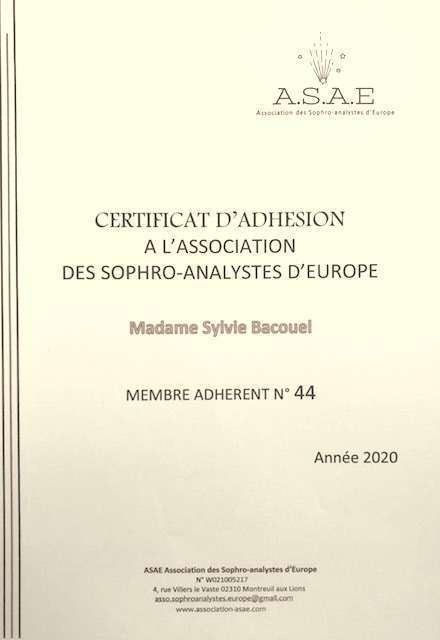 A.S.A.E
Association des Sophro-analystes d'Europe
CERTIFICAT D'ADHESION
A L'ASSOCIATION
DES SOPHRO-ANALYSTES D'EUROPE
Madame Sylvie Bacouel
MEMBRE ADHERENT N° 44
Année 2020
ASAE Association des Sophro-analystes d'Europe
N° W021005217
4, rue Villers le Vaste 02310 Montreuil aux Lions
asso.sophroanalystes.europe@gmail.com
www.association-asae.com